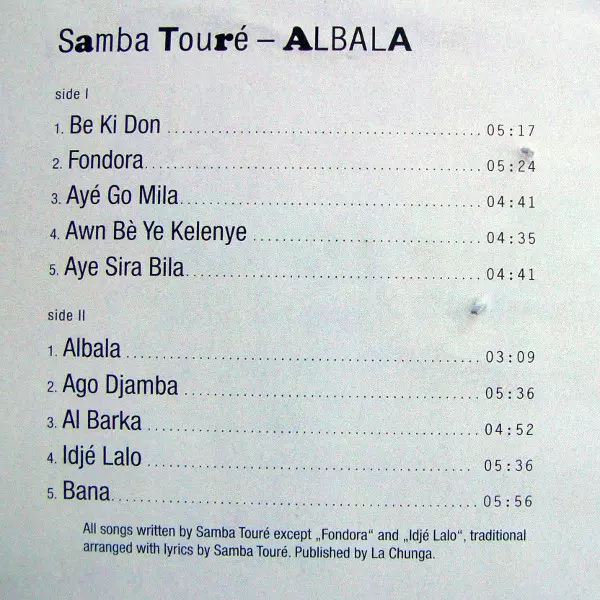 Samba Touré – ALBALA
side I
1. Be Ki Don ........ 05:17
2. Fondora ........ 05:24
3. Ayé Go Mila ........ 04:41
4. Awn Bè Ye Kelenye ........ 04:35
5. Aye Sira Bila ........ 04:41
side II
1. Albala ........ 03:09
2. Ago Djamba ........ 05:36
3. Al Barka ........ 04:52
4. Idjé Lalo ........ 05:36
5. Bana ........ 05:56
All songs written by Samba Touré except „Fondora“ and „Idjé Lalo“, traditional
arranged with lyrics by Samba Touré. Published by La Chunga.